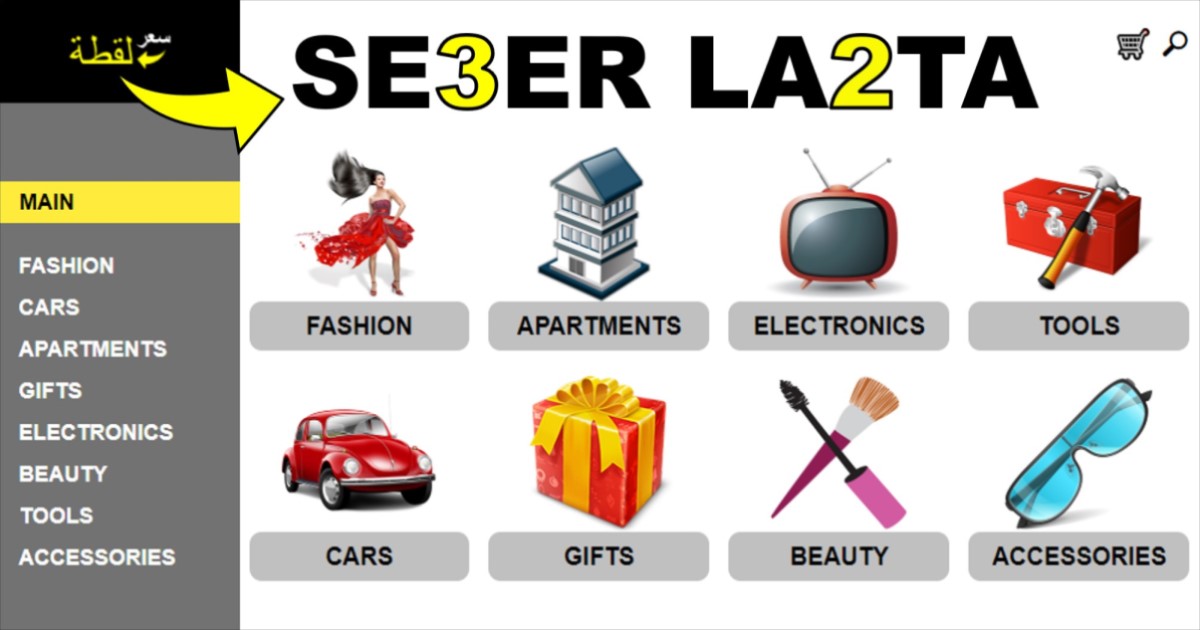 سعر
لقطة
SE3ER LA2TA
MAIN
FASHION
CARS
APARTMENTS
GIFTS
ELECTRONICS
BEAUTY
TOOLS
ACCESSORIES
FASHION
APARTMENTS
ELECTRONICS
TOOLS
CARS
GIFTS
BEAUTY
ACCESSORIES